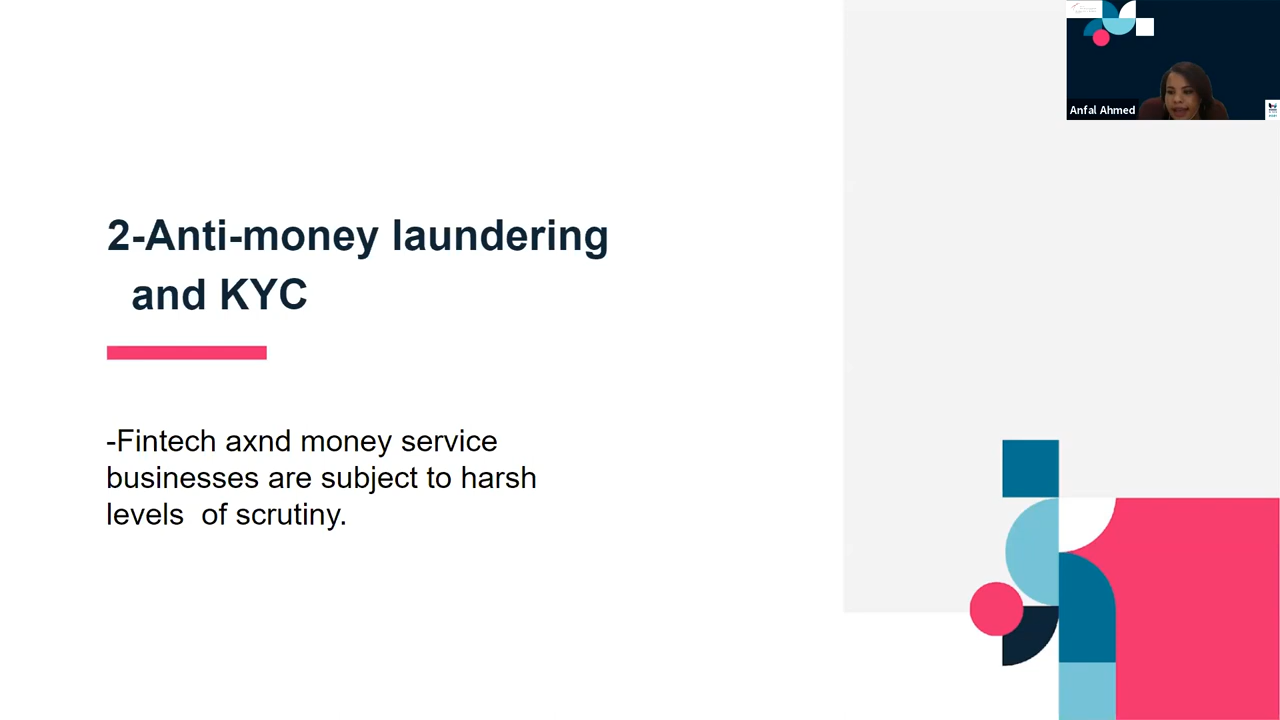 2-Anti-money laundering
and KYC
-Fintech axnd money service
businesses are subject to harsh
levels  of scrutiny.
Anfal Ahmed